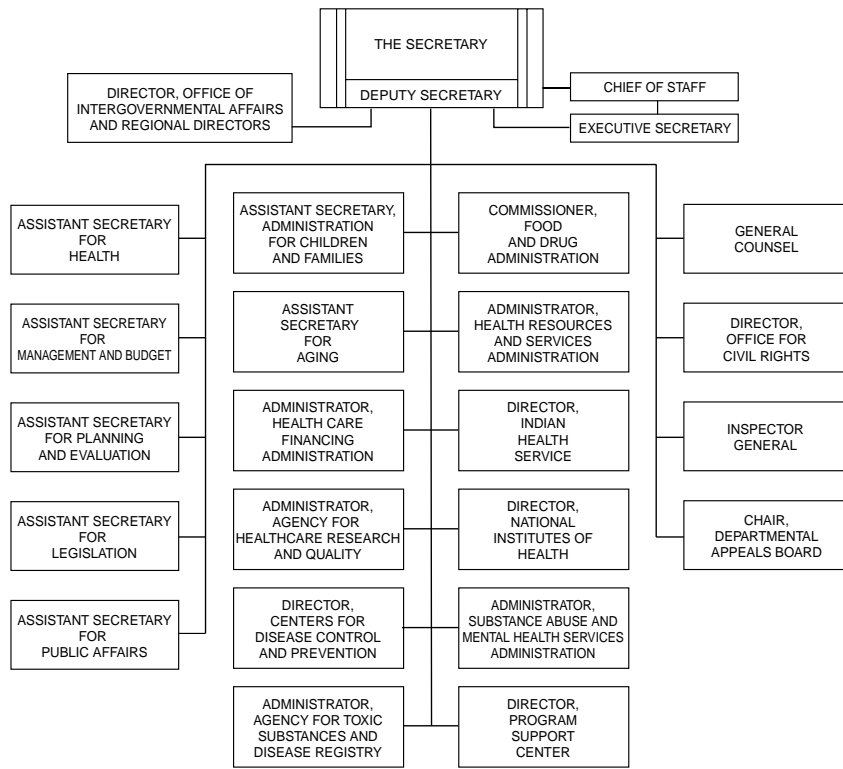 THE SECRETARY
DEPUTY SECRETARY
DIRECTOR, OFFICE OF
INTERGOVERNMENTAL AFFAIRS
AND REGIONAL DIRECTORS
CHIEF OF STAFF
EXECUTIVE SECRETARY
ASSISTANT SECRETARY
FOR
HEALTH
ASSISTANT SECRETARY
FOR
MANAGEMENT AND BUDGET
ASSISTANT SECRETARY
FOR PLANNING
AND EVALUATION
ASSISTANT SECRETARY
FOR
LEGISLATION
ASSISTANT SECRETARY
FOR
PUBLIC AFFAIRS
ASSISTANT SECRETARY,
ADMINISTRATION
FOR CHILDREN
AND FAMILIES
ASSISTANT
SECRETARY
FOR
AGING
ADMINISTRATOR,
HEALTH CARE
FINANCING
ADMINISTRATION
ADMINISTRATOR,
AGENCY FOR
HEALTHCARE RESEARCH
AND QUALITY
DIRECTOR,
CENTERS FOR
DISEASE CONTROL
AND PREVENTION
ADMINISTRATOR,
AGENCY FOR TOXIC
SUBSTANCES AND
DISEASE REGISTRY
COMMISSIONER,
FOOD
AND DRUG
ADMINISTRATION
ADMINISTRATOR,
HEALTH RESOURCES
AND SERVICES
ADMINISTRATION
DIRECTOR,
INDIAN
HEALTH
SERVICE
DIRECTOR,
NATIONAL
INSTITUTES OF
HEALTH
ADMINISTRATOR,
SUBSTANCE ABUSE AND
MENTAL HEALTH SERVICES
ADMINISTRATION
DIRECTOR,
PROGRAM
SUPPORT
CENTER
GENERAL
COUNSEL
DIRECTOR,
OFFICE FOR
CIVIL RIGHTS
INSPECTOR
GENERAL
CHAIR,
DEPARTMENTAL
APPEALS BOARD